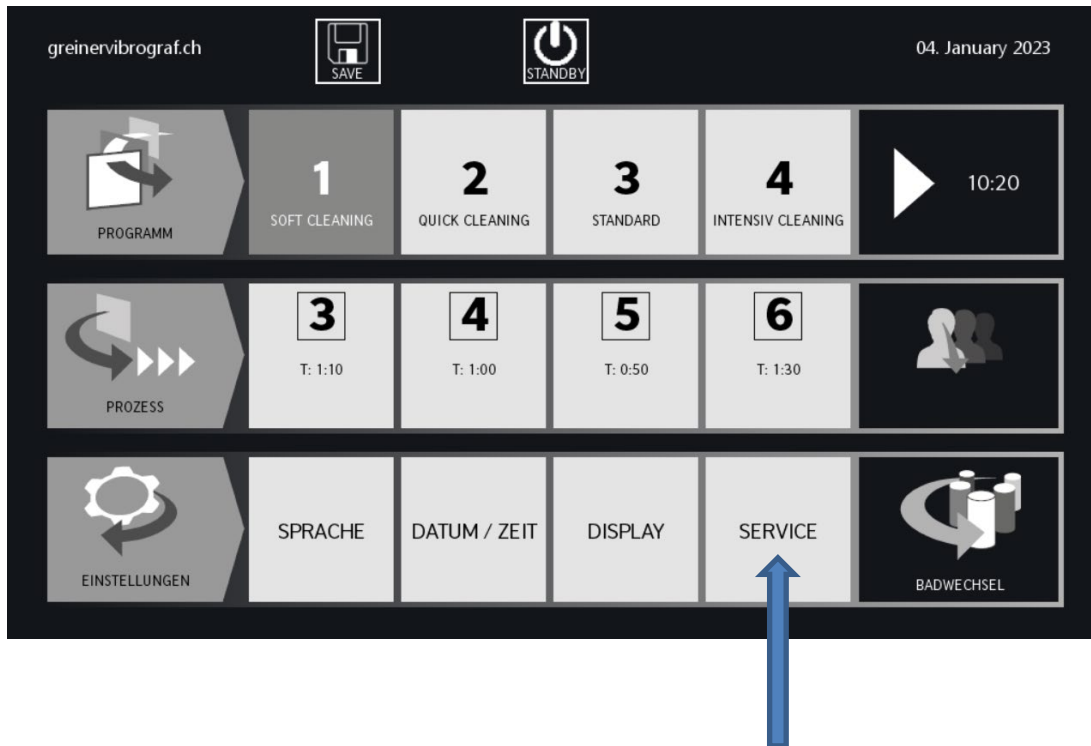 greinervibrograf.ch
SAVE
STANDBY
04. January 2023
PROGRAMM
1
SOFT CLEANING
2
QUICK CLEANING
3
STANDARD
4
INTENSIV CLEANING
10:20
PROZESS
3
T: 1:10
4
T: 1:00
5
T: 0:50
6
T: 1:30
EINSTELLUNGEN
SPRACHE
DATUM / ZEIT
DISPLAY
SERVICE
BADWECHSEL